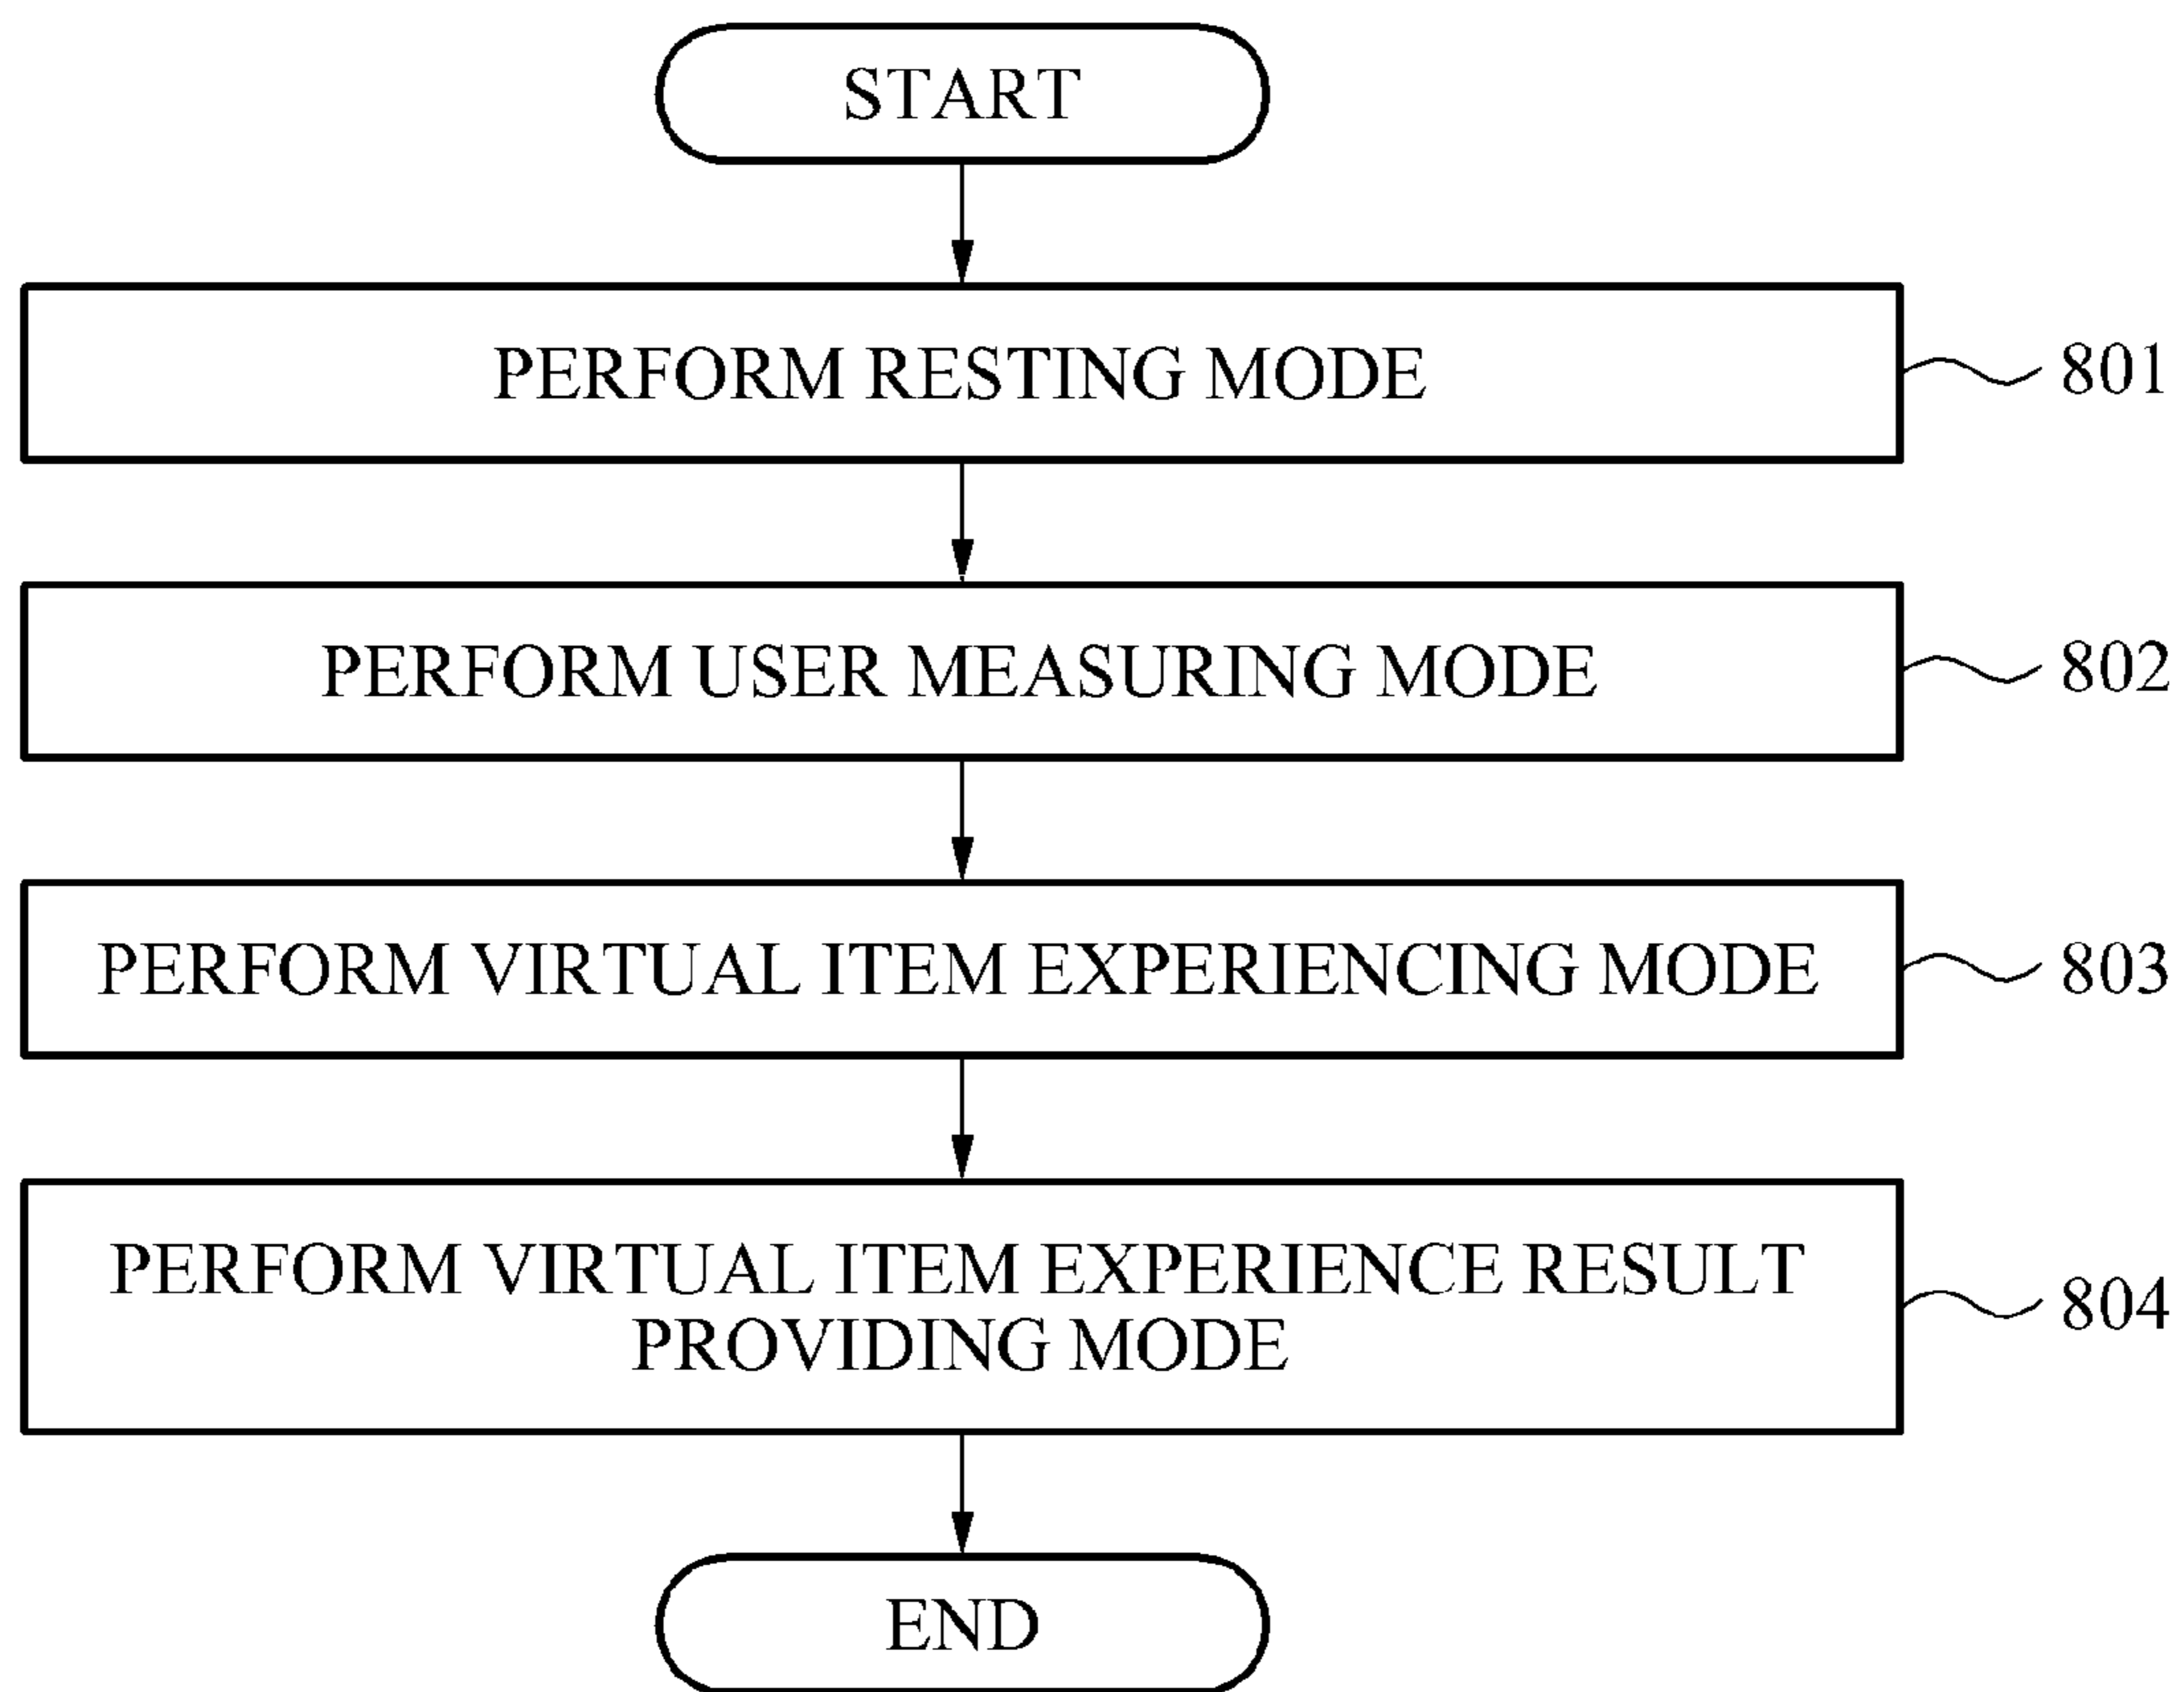 START
PERFORM RESTING MODE
801
PERFORM USER MEASURING MODE
802
PERFORM VIRTUAL ITEM EXPERIENCING MODE
803
PERFORM VIRTUAL ITEM EXPERIENCE RESULT
PROVIDING MODE
804
END